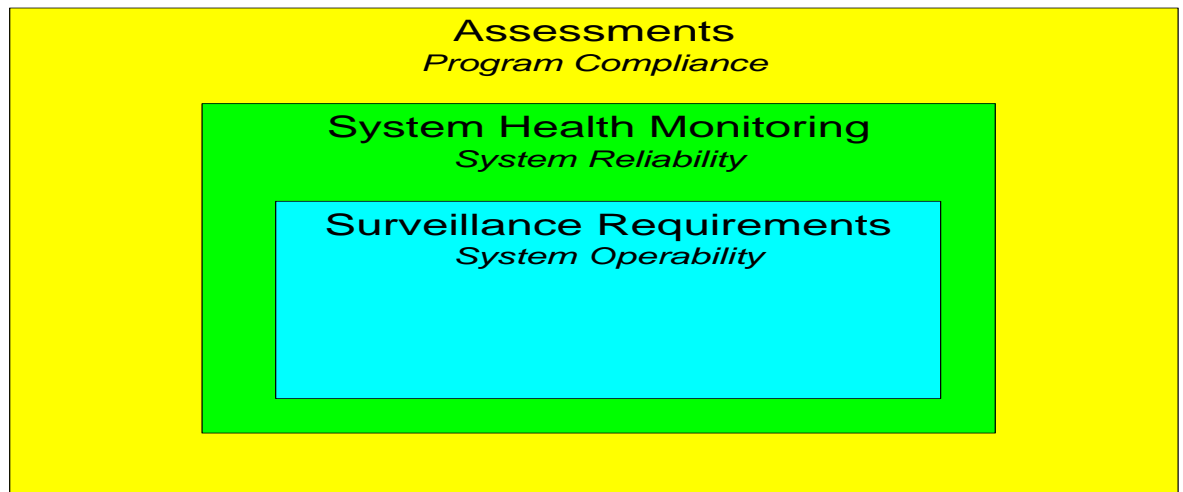 Assessments
Program Compliance
System Health Monitoring
System Reliability
Surveillance Requirements
System Operability